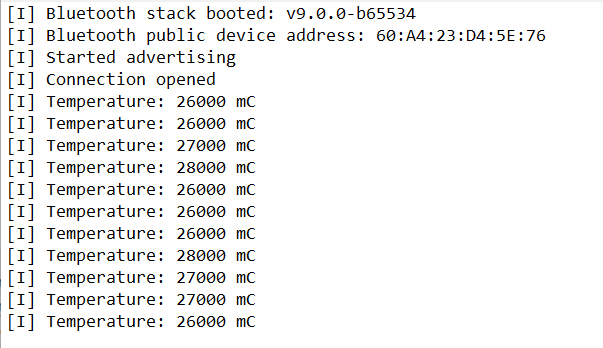 [I] Bluetooth stack booted: v9.0.0-b65534
[I] Bluetooth public device address: 60:A4:23:D4:5E:76
[I] Started advertising
[I] Connection opened
[I] Temperature: 26000 mC
[I] Temperature: 26000 mC
[I] Temperature: 27000 mC
[I] Temperature: 28000 mC
[I] Temperature: 26000 mC
[I] Temperature: 26000 mC
[I] Temperature: 26000 mC
[I] Temperature: 28000 mC
[I] Temperature: 27000 mC
[I] Temperature: 27000 mC
[I] Temperature: 26000 mC